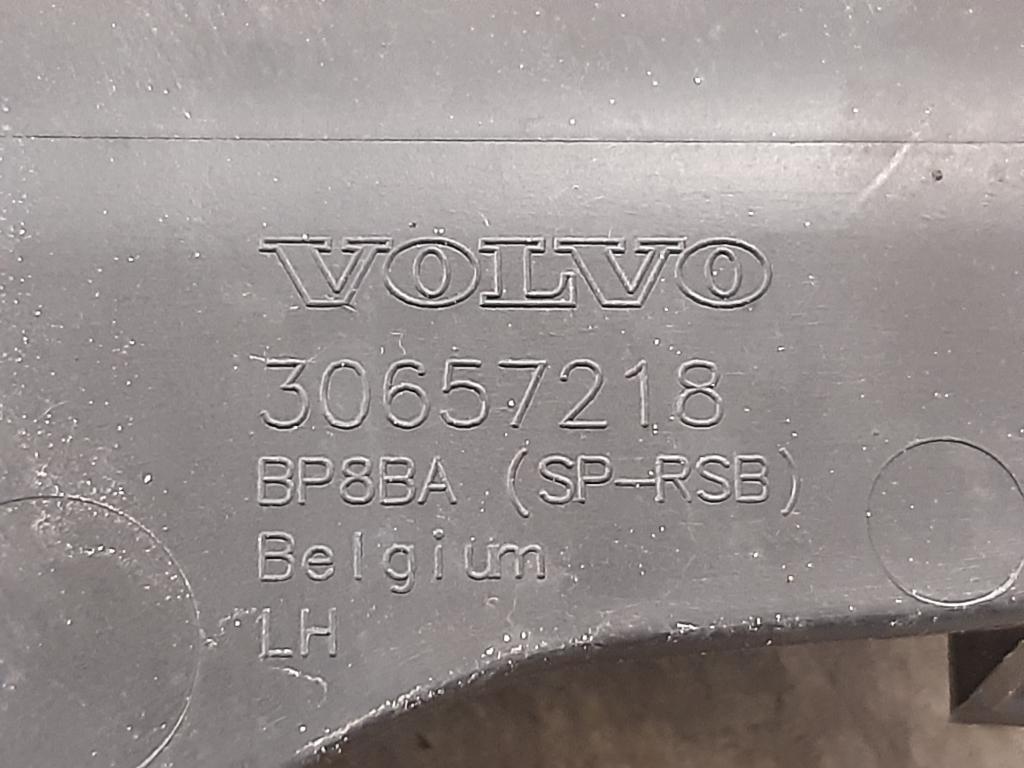 VOLVO
30657218
BP8BA (SP-RSB)
Belgium
LH